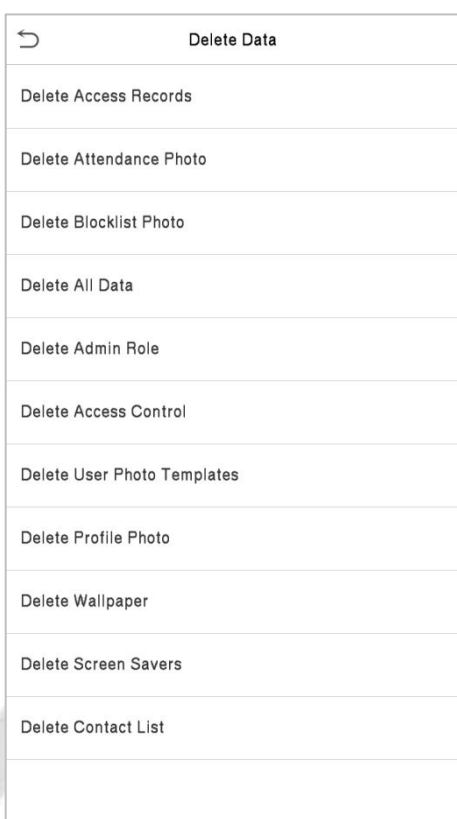 Delete Data
Delete Access Records
Delete Attendance Photo
Delete Blocklist Photo
Delete All Data
Delete Admin Role
Delete Access Control
Delete User Photo Templates
Delete Profile Photo
Delete Wallpaper
Delete Screen Savers
Delete Contact List